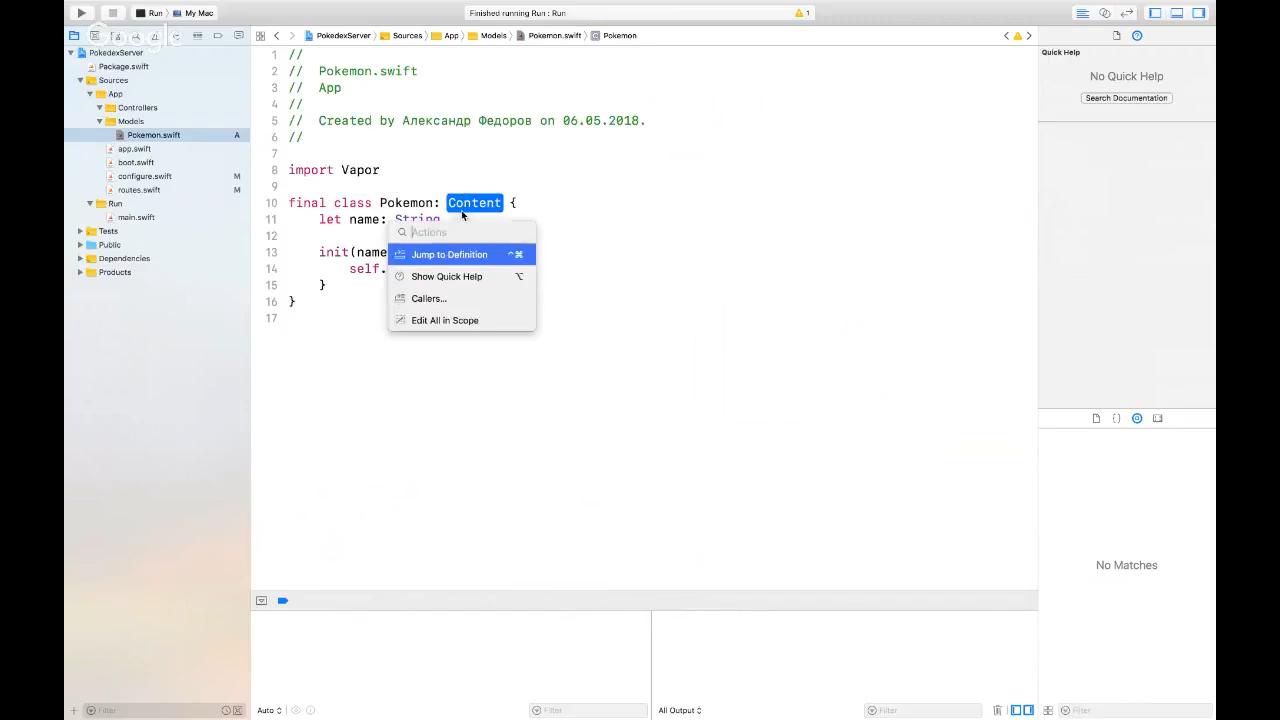 Run
My Mac
Finished running Run : Run
1
Google
PokedexServer
Sources
App
Models
Pokemon.swift
Pokemon
PokedexServer
Package.swift
Sources
App
Controllers
Models
Pokemon.swift A
app.swift
boot.swift
configure.swift M
routes.swift M
Run
main.swift
Tests
Public
Dependencies
Products
Filter
1 //
2 // Pokemon.swift
3 // App
4 //
5 // Created by Александр Федоров on 06.05.2018.
6 //
7
8 import Vapor
9
10 final class Pokemon: Content {
11 let name: String
12
13 init(name
14 self.
15 }
16 }
17
Actions
Jump to Definition ⌃⌘
Show Quick Help ⌥
Callers...
Edit All in Scope
Auto
Filter
All Output
Filter
Quick Help
No Quick Help
Search Documentation
No Matches
Filter